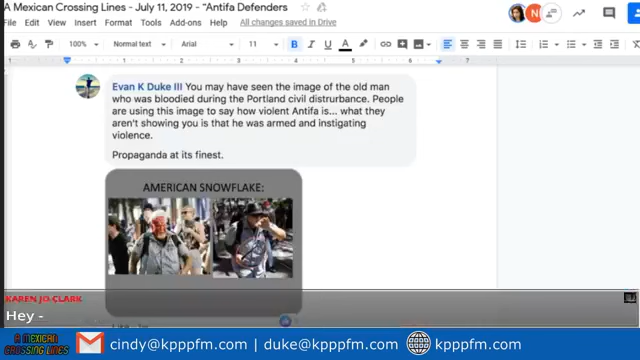 A Mexican Crossing Lines - July 11, 2019 - "Antifa Defenders
File Edit View Insert Format Tools Add-ons Help All changes saved in Drive
100% Normal text Arial 11 B I U A
Evan K Duke III You may have seen the image of the old man
who was bloodied during the Portland civil distrurbance. People
are using this image to say how violent Antifa is... what they
aren't showing you is that he was armed and instigating
violence.
Propaganda at its finest.
AMERICAN SNOWFLAKE:
KAREN JO CLARK
Hey -
A MEXICAN
CROSSING LINES
cindy@kpppfm.com | duke@kpppfm.com kpppfm.com